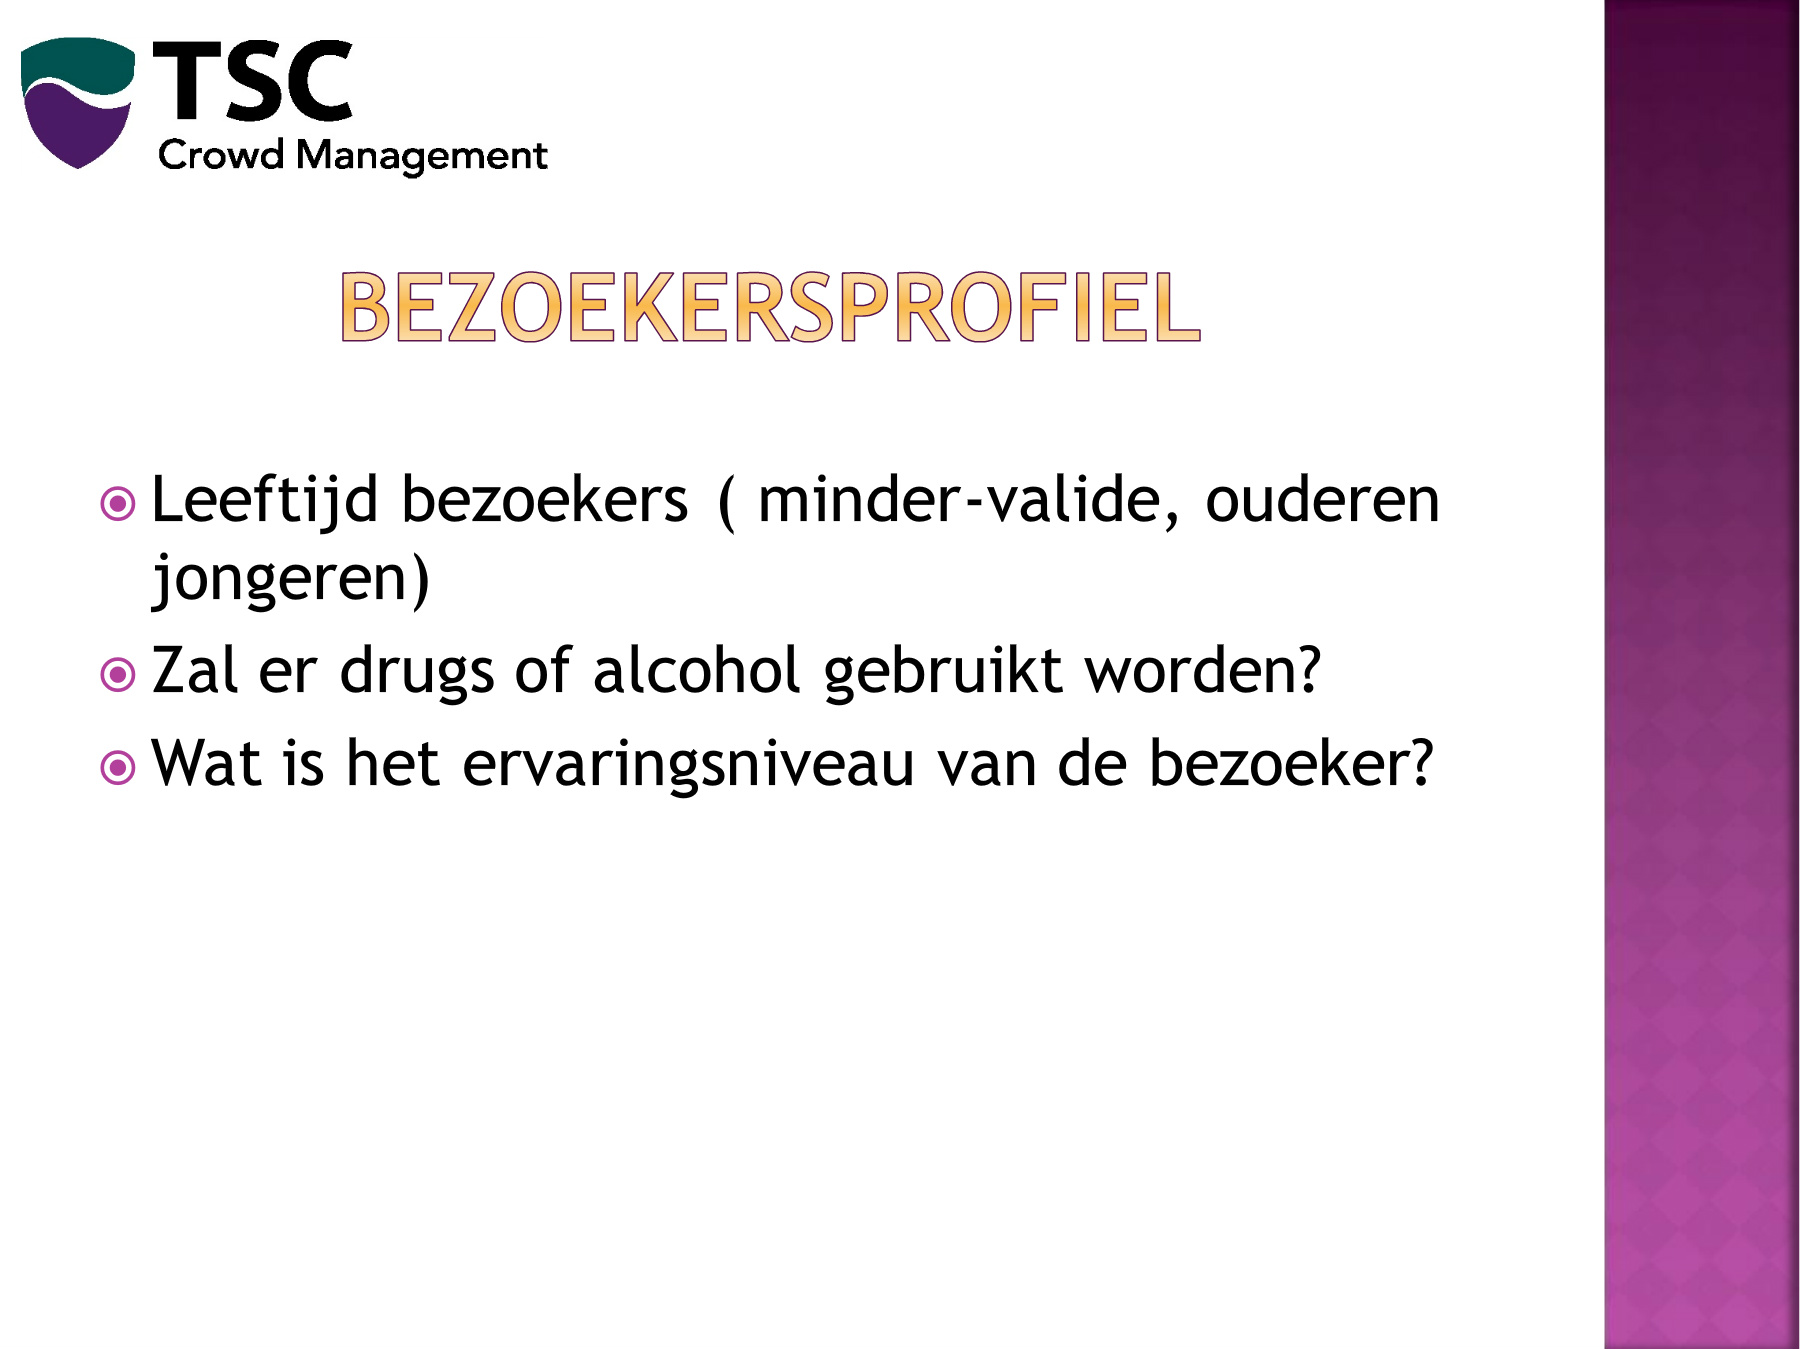 TSC
Crowd Management
BEZOEKERSPROFIEL
Leeftijd bezoekers ( minder-valide, ouderen
jongeren)
Zal er drugs of alcohol gebruikt worden?
Wat is het ervaringsniveau van de bezoeker?